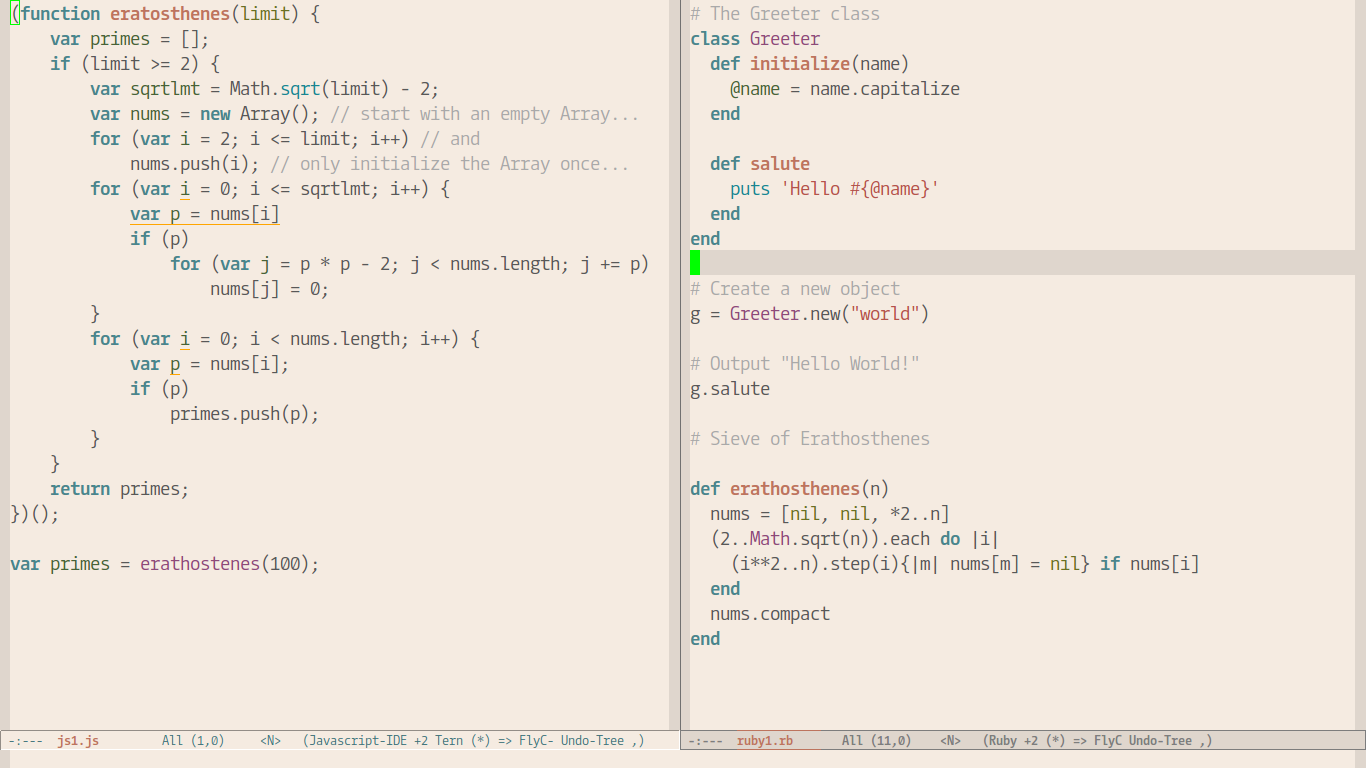 (function eratosthenes(limit) {
    var primes = [];
    if (limit >= 2) {
        var sqrtlmt = Math.sqrt(limit) - 2;
        var nums = new Array(); // start with an empty Array...
        for (var i = 2; i <= limit; i++) // and
            nums.push(i); // only initialize the Array once...
        for (var i = 0; i <= sqrtlmt; i++) {
            var p = nums[i]
            if (p)
                for (var j = p * p - 2; j < nums.length; j += p)
                    nums[j] = 0;
        }
        for (var i = 0; i < nums.length; i++) {
            var p = nums[i];
            if (p)
                primes.push(p);
        }
    }
    return primes;
})();

var primes = erathostenes(100);
-:---  js1.js         All (1,0)     <N>   (Javascript-IDE +2 Tern (*) => FlyC- Undo-Tree ,)
# The Greeter class
class Greeter
  def initialize(name)
    @name = name.capitalize
  end

  def salute
    puts 'Hello #{@name}'
  end
end

# Create a new object
g = Greeter.new("world")

# Output "Hello World!"
g.salute

# Sieve of Erathosthenes

def erathosthenes(n)
  nums = [nil, nil, *2..n]
  (2..Math.sqrt(n)).each do |i|
    (i**2..n).step(i){|m| nums[m] = nil} if nums[i]
  end
  nums.compact
end
-:---  ruby1.rb       All (11,0)    <N>   (Ruby +2 (*) => FlyC Undo-Tree ,)